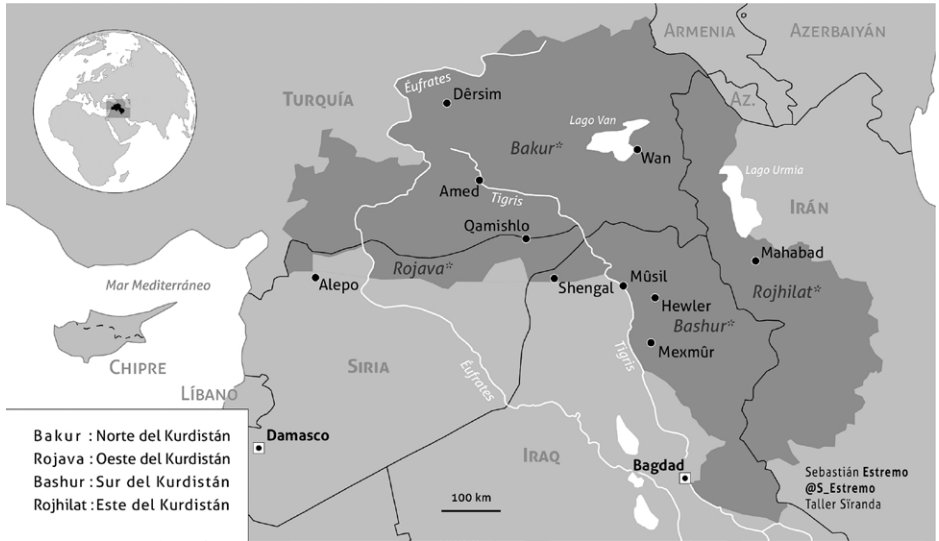 ARMENIA
AZERBAIYÁN
AZ.
TURQUÍA
Éufrates
Dêrsim
Lago Van
Bakur☆
Wan
Lago Urmia
Amed
Tigris
IRÁN
Qamishlo
Mahabad
Rojava☆
Alepo
Shengal
Mûsil
Rojhilat☆
Mar Mediterráneo
Hewler
Bashur☆
Mexmûr
CHIPRE
SIRIA
Éufrates
Tigris
LÍBANO
Damasco
IRAQ
Bagdad
100 km
Bakur : Norte del Kurdistán
Rojava : Oeste del Kurdistán
Bashur : Sur del Kurdistán
Rojhilat : Este del Kurdistán
Sebastián Estremo
@S_Estremo
Taller Sïranda